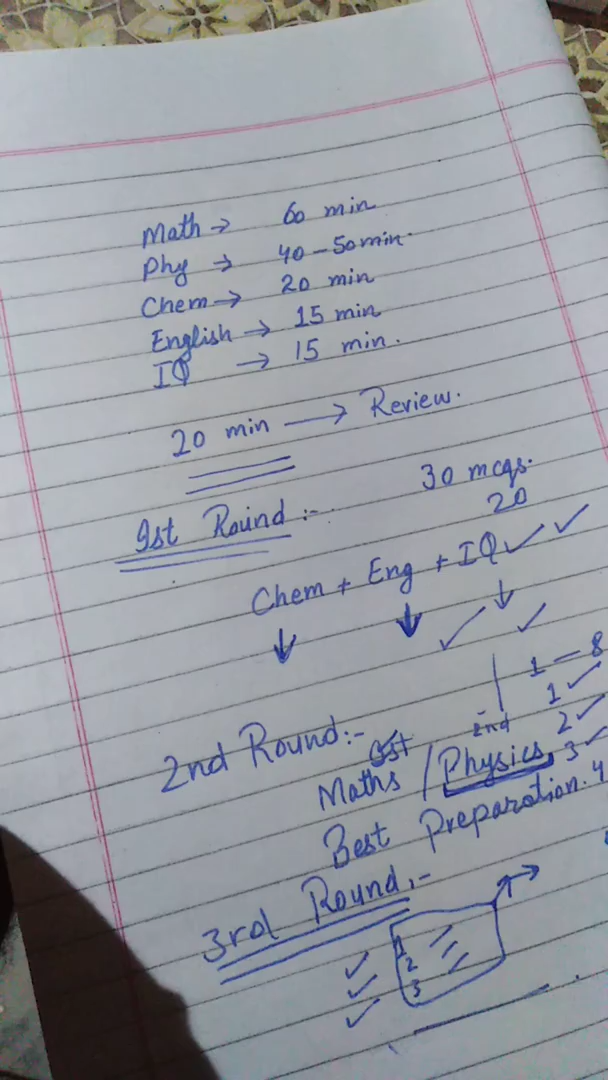 Math → 60 min
Phy → 40 - 50 min.
Chem → 20 min
English → 15 min
IQ → 15 min.
20 min → Review.
30 mcqs.
1st Round :-
20
Chem + Eng + IQ ✓ ✓
↓ ↓ ↓ ✓ ✓
1 - 8
1 ✓
2nd Round:-
1st 2nd 2 ✓
Maths / Physics 3 ✓
Best Preparation. 4
3rd Round,-
✓ 1
✓ 2
✓ 3